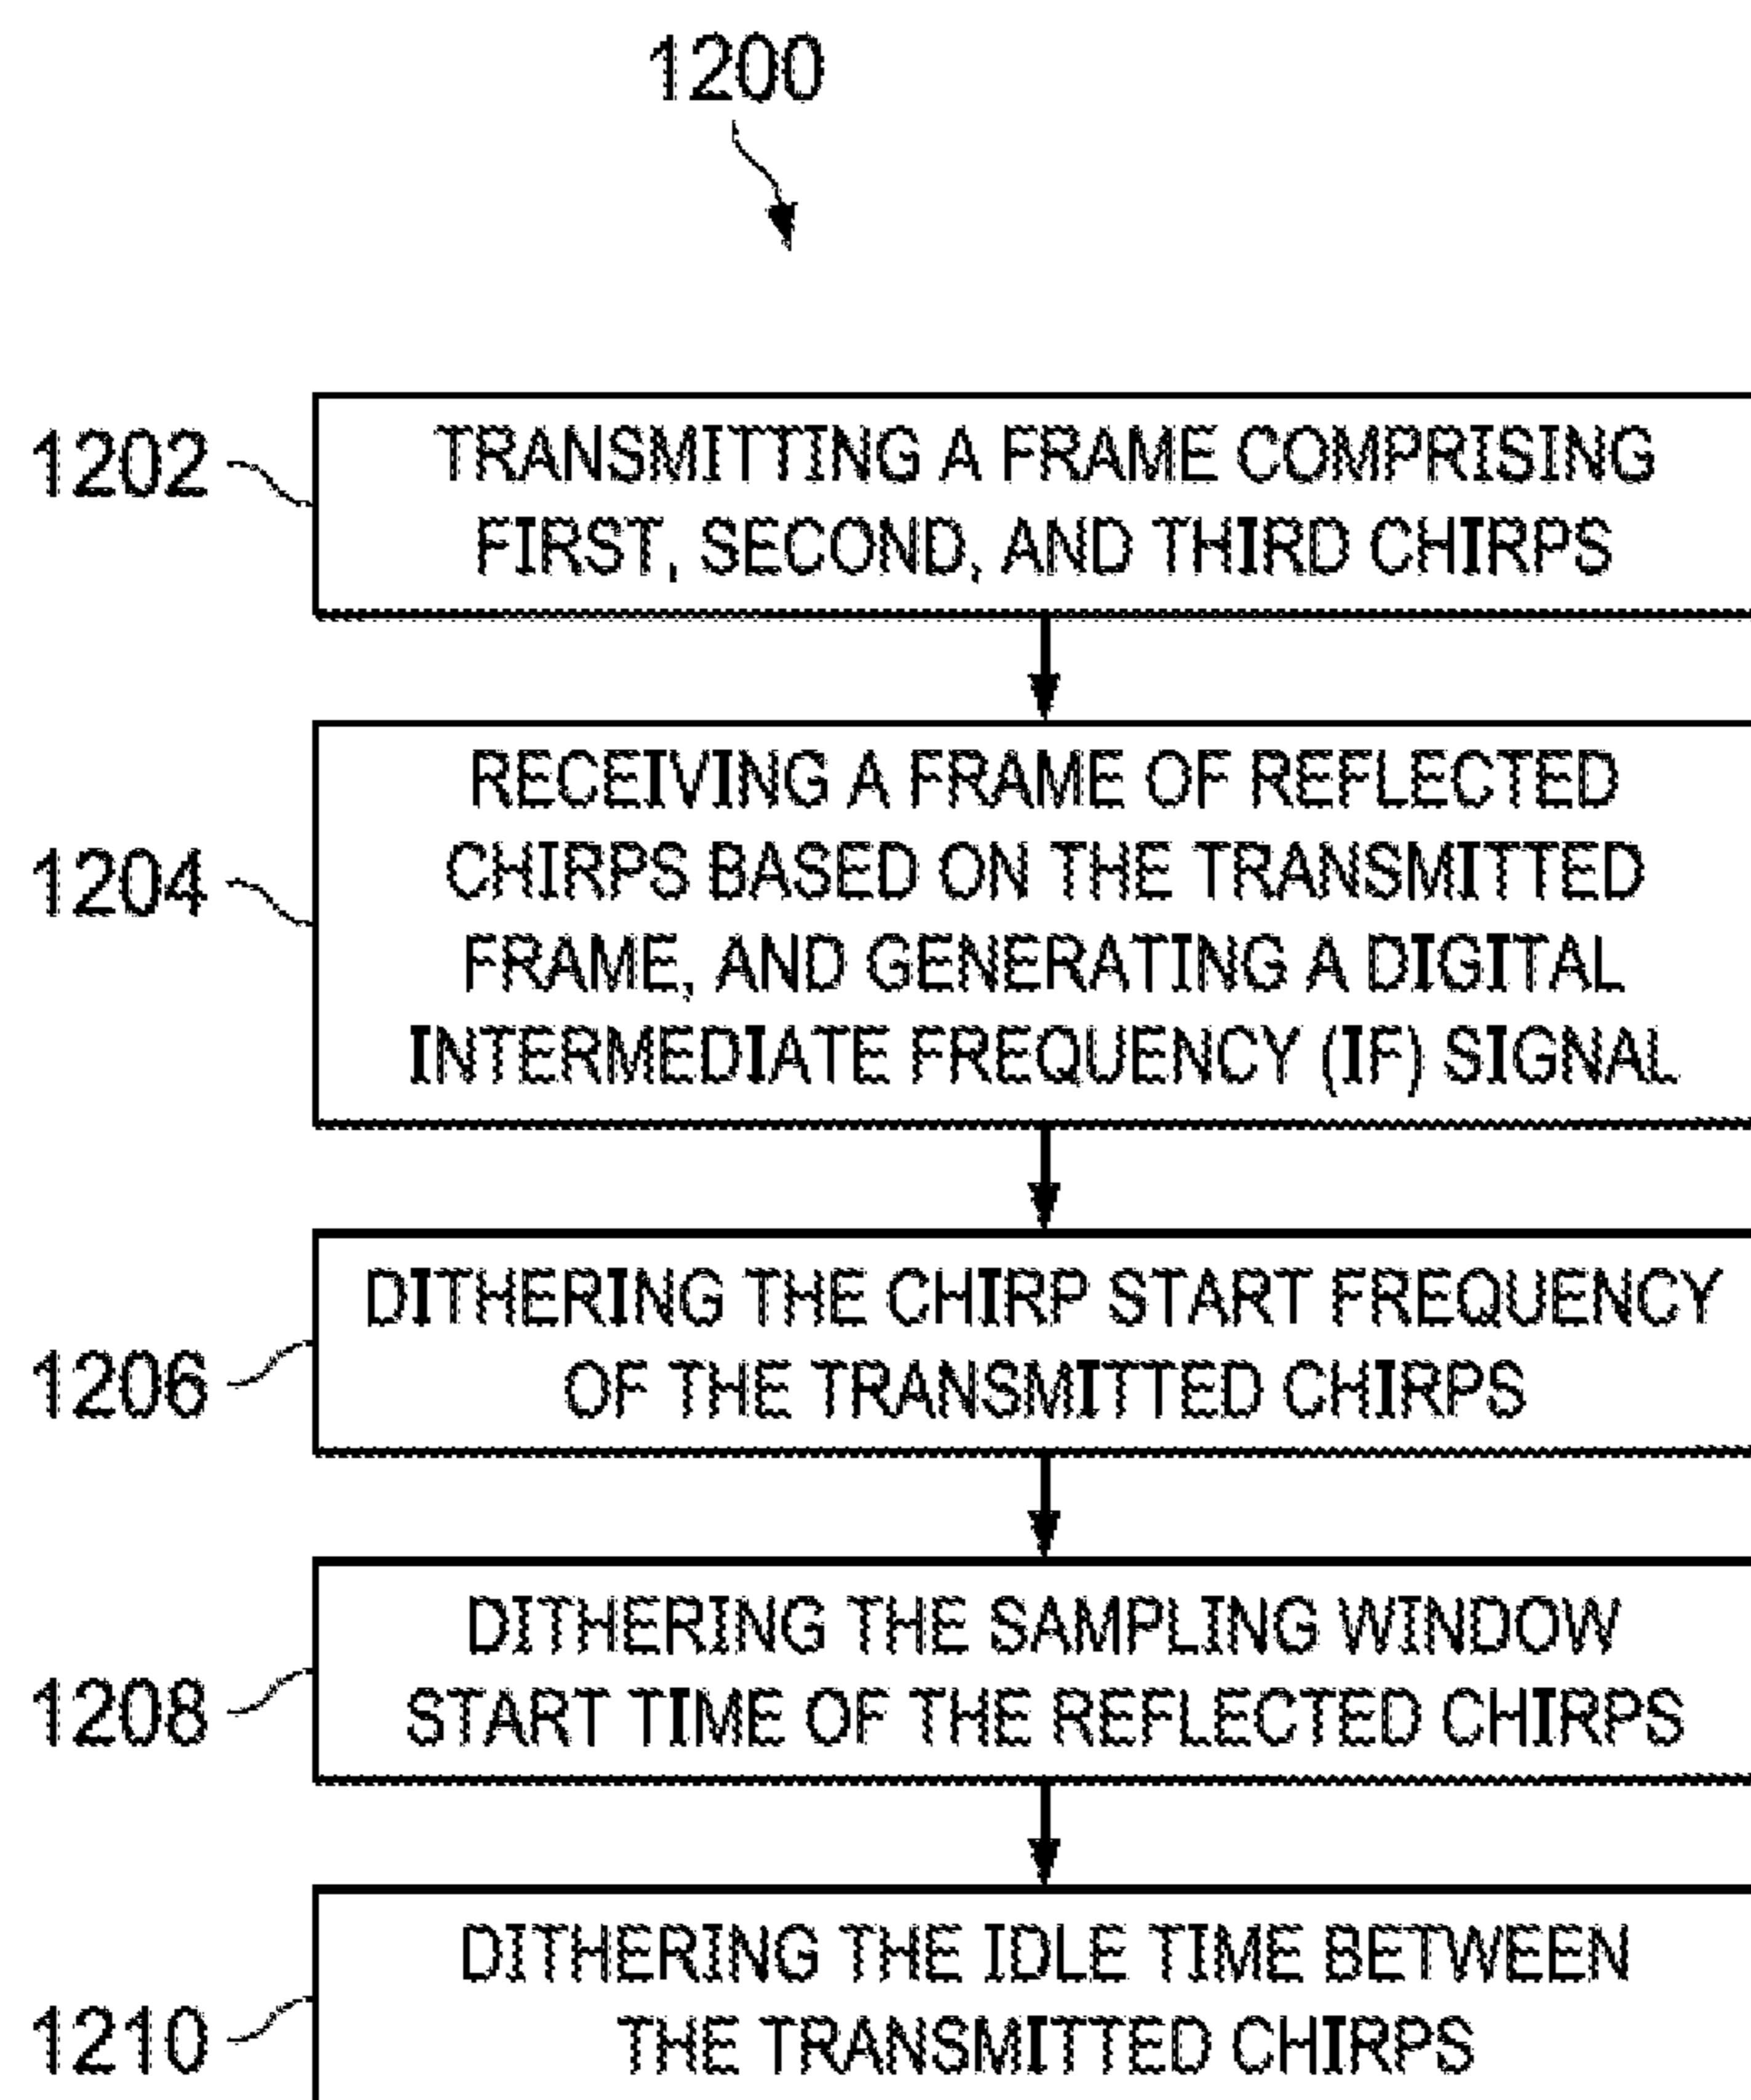 1200
1202
TRANSMITTING A FRAME COMPRISING
FIRST, SECOND, AND THIRD CHIRPS
1204
RECEIVING A FRAME OF REFLECTED
CHIRPS BASED ON THE TRANSMITTED
FRAME, AND GENERATING A DIGITAL
INTERMEDIATE FREQUENCY (IF) SIGNAL
1206
DITHERING THE CHIRP START FREQUENCY
OF THE TRANSMITTED CHIRPS
1208
DITHERING THE SAMPLING WINDOW
START TIME OF THE REFLECTED CHIRPS
1210
DITHERING THE IDLE TIME BETWEEN
THE TRANSMITTED CHIRPS